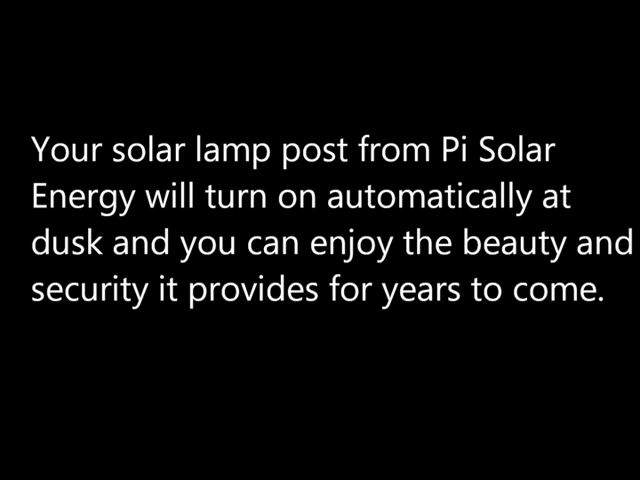 Your solar lamp post from Pi Solar
Energy will turn on automatically at
dusk and you can enjoy the beauty and
security it provides for years to come.